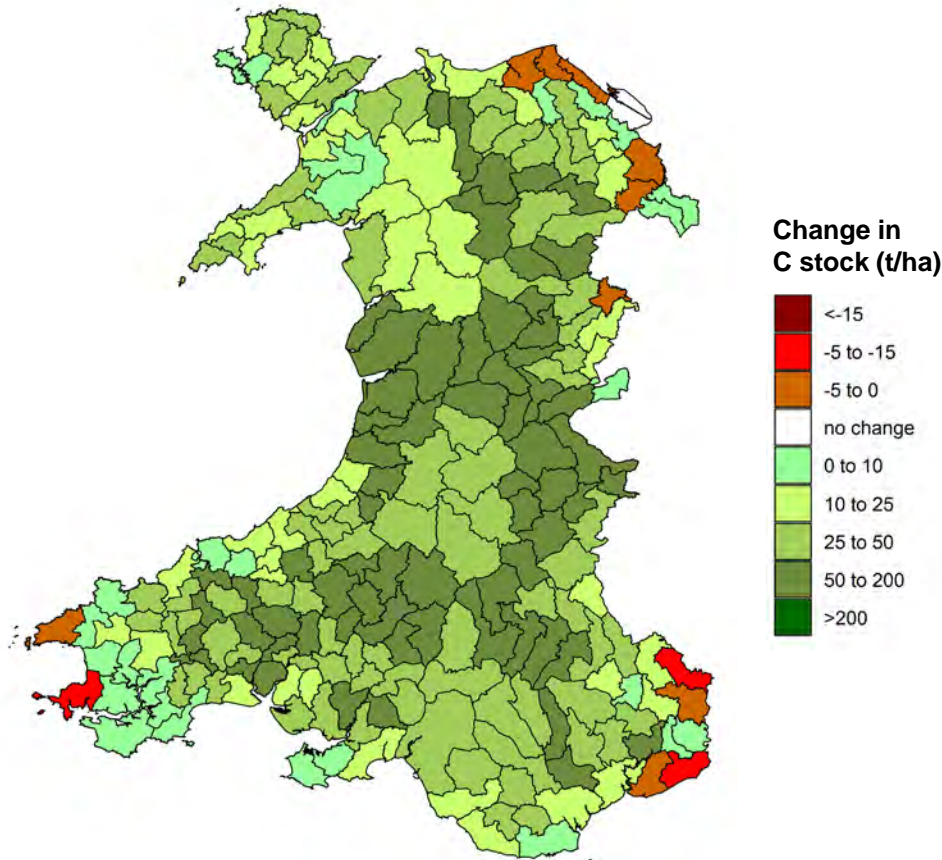 Change in
C stock (t/ha)
<-15
-5 to -15
-5 to 0
no change
0 to 10
10 to 25
25 to 50
50 to 200
>200